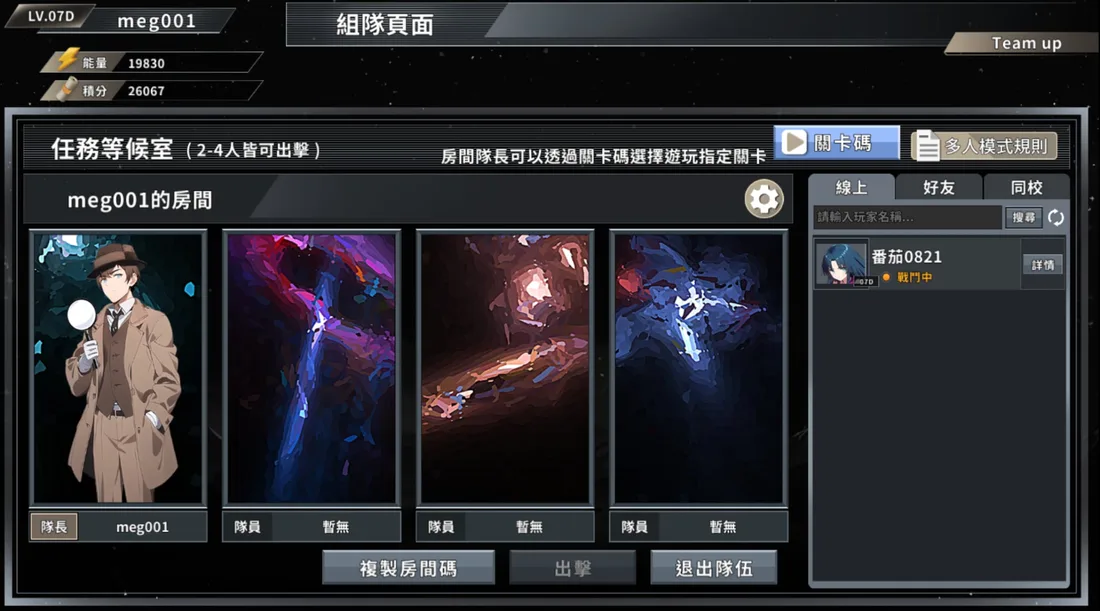 LV.07D
meg001
組隊頁面
Team up
能量 19830
積分 26067
任務等候室 (2-4人皆可出擊)
房間隊長可以透過關卡碼選擇遊玩指定關卡
關卡碼
多人模式規則
meg001的房間
線上
好友
同校
請輸入玩家名稱...
搜尋
番茄0821
07D
戰鬥中
詳情
隊長 meg001
隊員 暫無
隊員 暫無
隊員 暫無
複製房間碼
出擊
退出隊伍